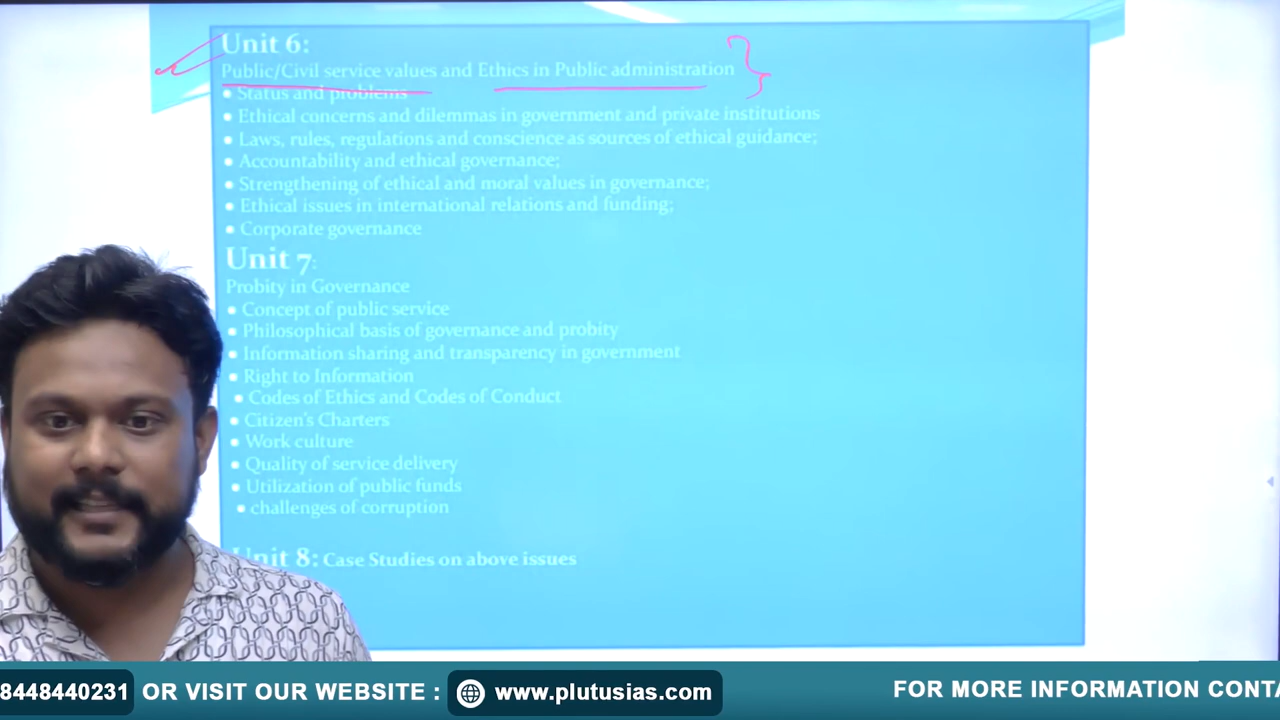 Unit 6:
Public/Civil service values and Ethics in Public administration
• Status and problems
• Ethical concerns and dilemmas in government and private institutions
• Laws, rules, regulations and conscience as sources of ethical guidance;
• Accountability and ethical governance;
• Strengthening of ethical and moral values in governance;
• Ethical issues in international relations and funding;
• Corporate governance
Unit 7:
Probity in Governance
• Concept of public service
• Philosophical basis of governance and probity
• Information sharing and transparency in government
• Right to Information
• Codes of Ethics and Codes of Conduct
• Citizen's Charters
• Work culture
• Quality of service delivery
• Utilization of public funds
• challenges of corruption
Unit 8: Case Studies on above issues
8448440231 OR VISIT OUR WEBSITE : www.plutusias.com FOR MORE INFORMATION CONTA